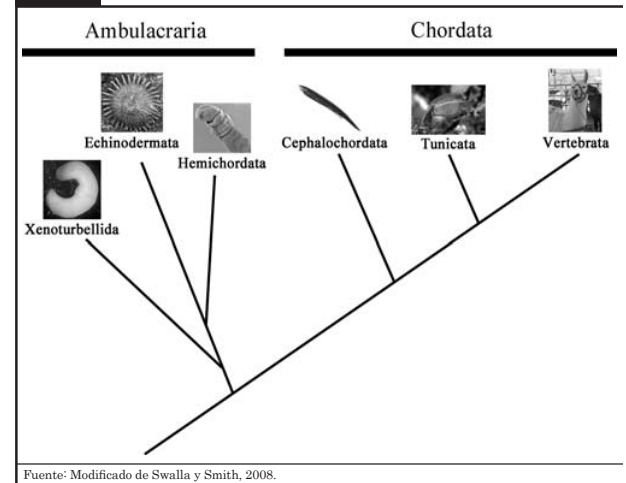 Ambulacraria
Chordata
Echinodermata
Hemichordata
Cephalochordata
Tunicata
Vertebrata
Xenoturbellida
Fuente: Modificado de Swalla y Smith, 2008.